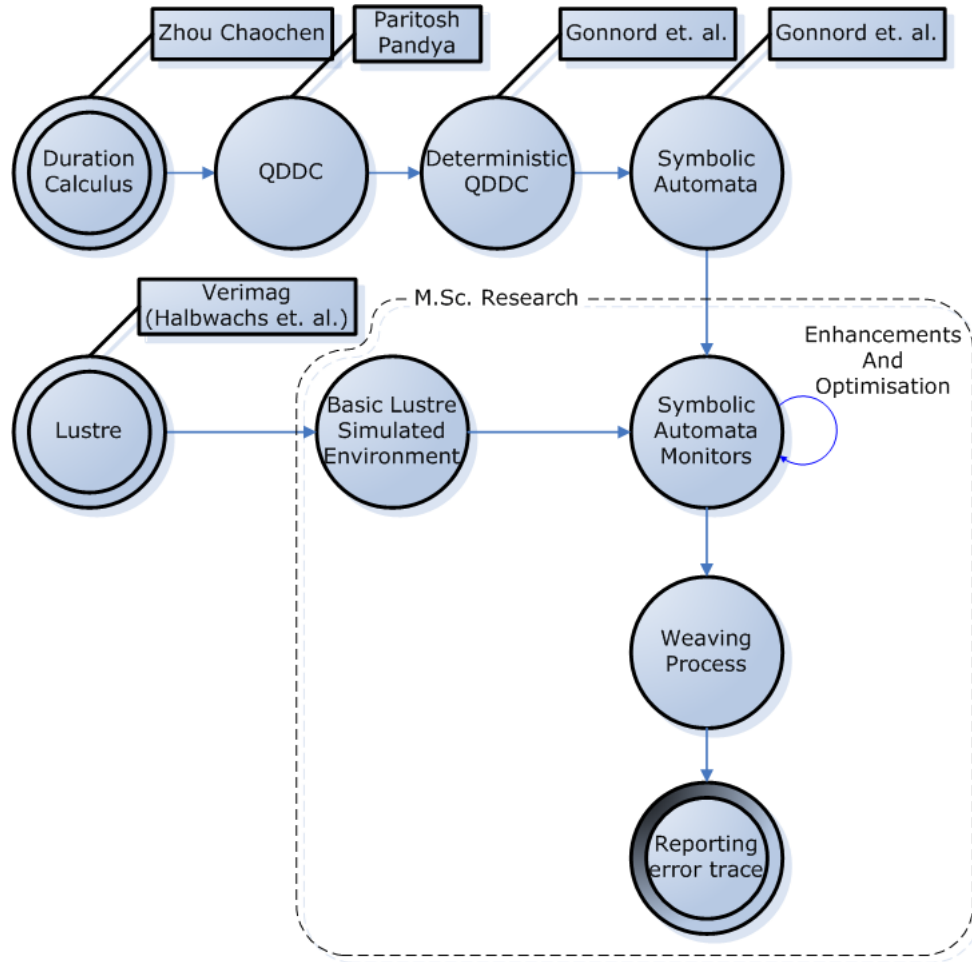 Zhou Chaochen
Paritosh
Pandya
Gonnord et. al.
Gonnord et. al.
Duration
Calculus
QDDC
Deterministic
QDDC
Symbolic
Automata
Verimag
(Halbwachs et. al.)
M.Sc. Research
Enhancements
And
Optimisation
Lustre
Basic Lustre
Simulated
Environment
Symbolic
Automata
Monitors
Weaving
Process
Reporting
error trace